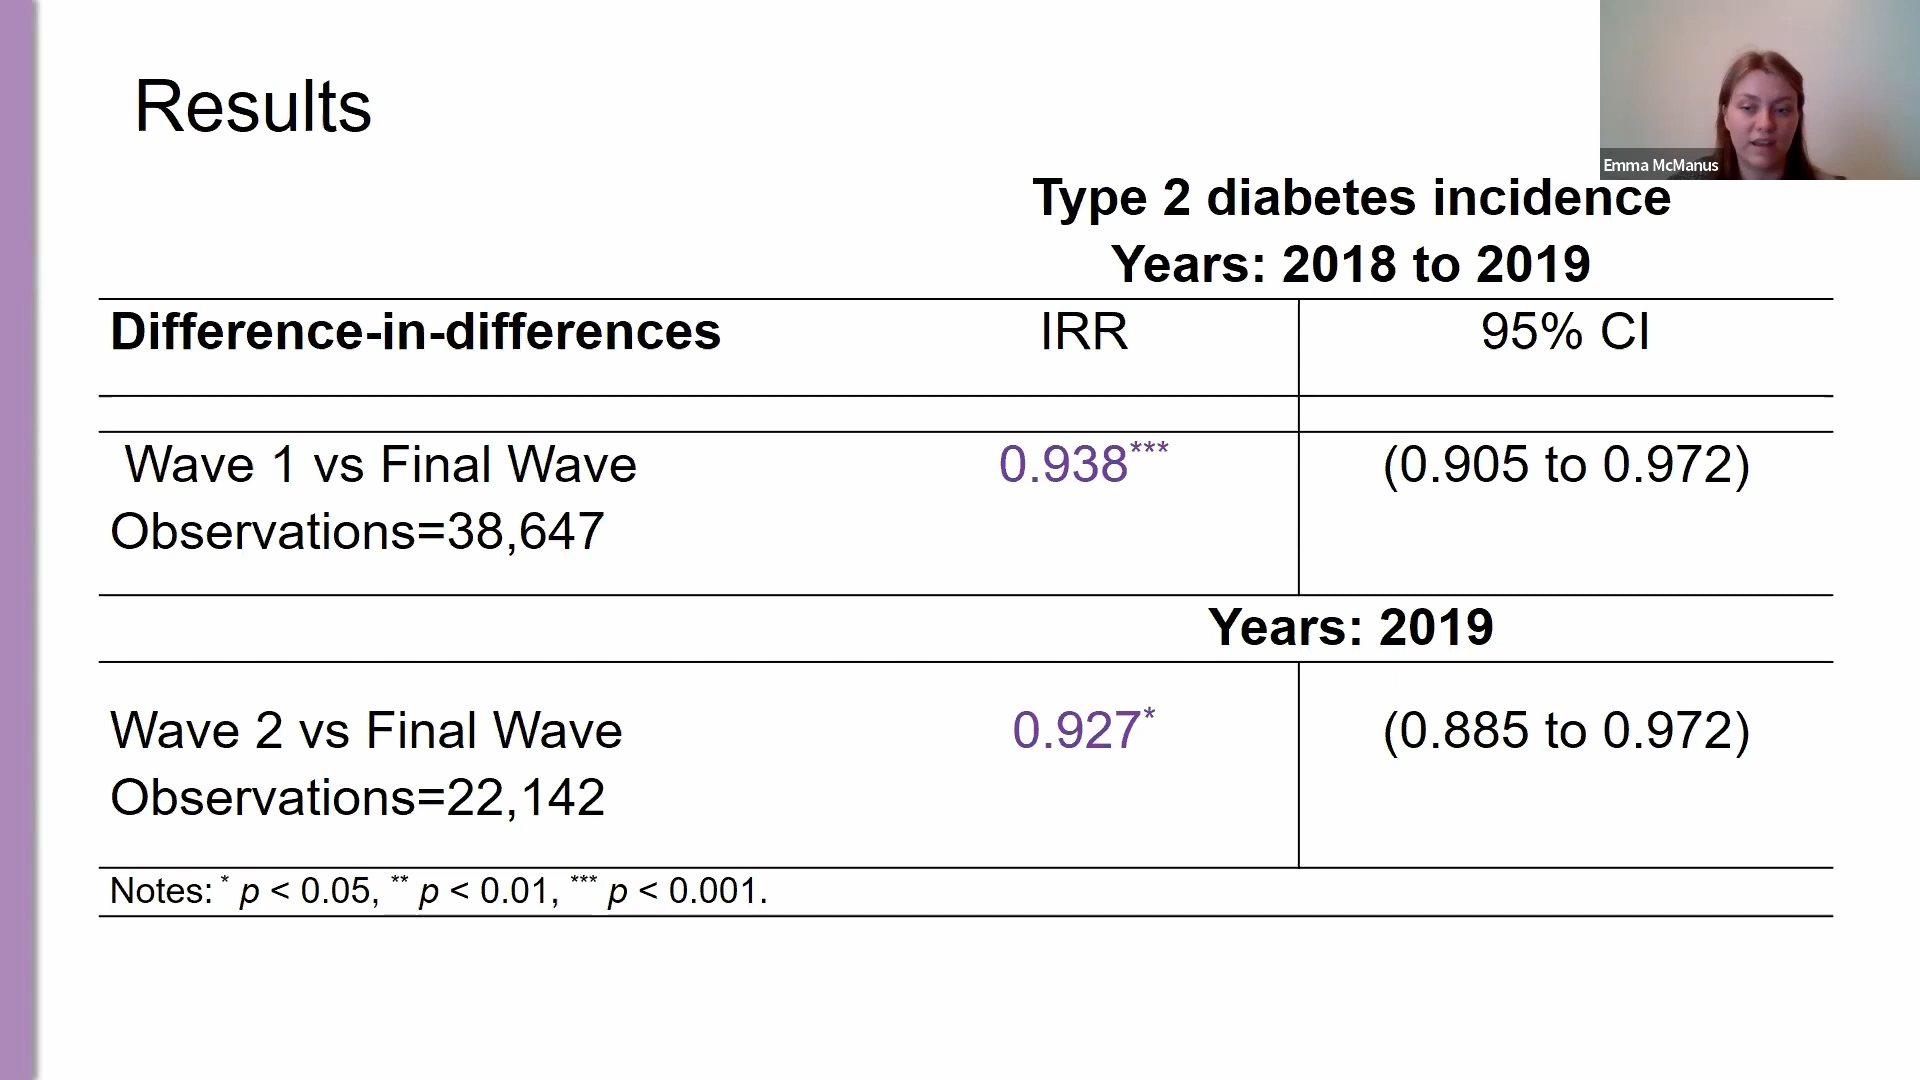 Results
Emma McManus
Type 2 diabetes incidence
Years: 2018 to 2019
Difference-in-differences IRR 95% CI
Wave 1 vs Final Wave 0.938*** (0.905 to 0.972)
Observations=38,647
Years: 2019
Wave 2 vs Final Wave 0.927* (0.885 to 0.972)
Observations=22,142
Notes: * p < 0.05, ** p < 0.01, *** p < 0.001.